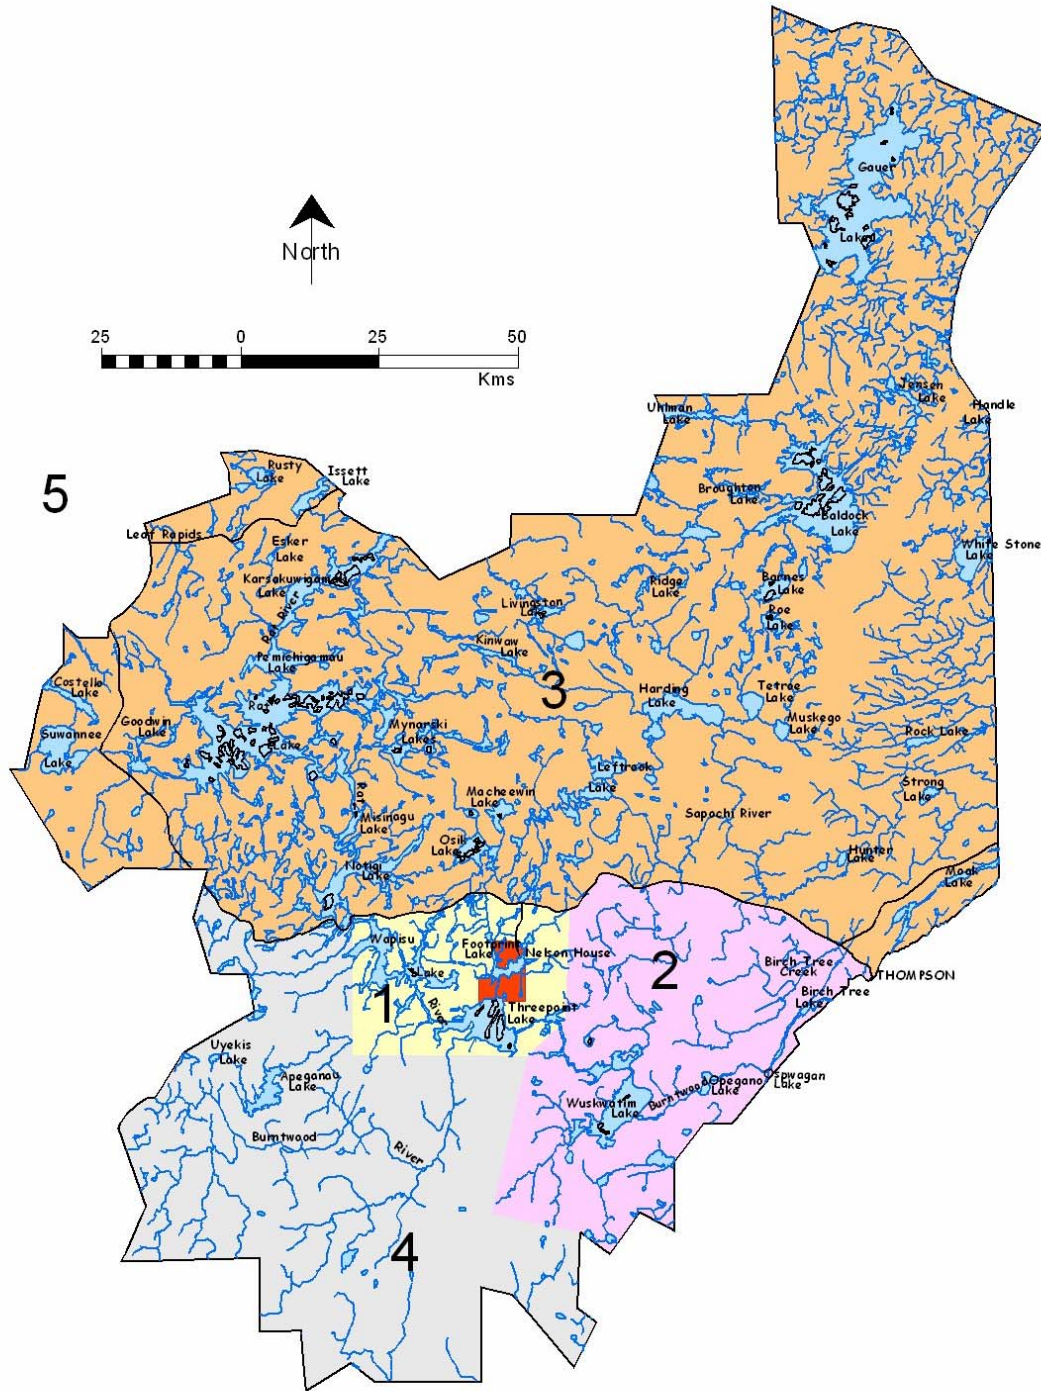 Gauer
Lake
North
25 0 25 50
Kms
Jensen
Lake
Handle
Lake
Uhlman
Lake
Rusty
Lake
Issett
Lake
5
Broughton
Lake
Baldock
Lake
Leaf Rapids
Esker
Lake
White Stone
Lake
Karsakuwigamak
Lake
Ridge
Lake
Barnes
Lake
Livingston
Lake
Roe
Lake
Rat River
Kinwaw
Lake
Pemichigamau
Lake
3
Costello
Lake
Rat
Lake
Harding
Lake
Tetroe
Lake
Goodwin
Lake
Mynarski
Lakes
Muskego
Lake
Suwannee
Lake
Rock Lake
Leftrook
Lake
Strong
Lake
Rat
Macheewin
Lake
Misinagu
Lake
Sapochi River
Osik
Lake
Hunter
Lake
Notigi
Lake
Moak
Lake
Wapisu
Lake
Footprint
Lake
Nelson House
2
Birch Tree
Creek
THOMPSON
Birch Tree
Lake
1
River
Threepoint
Lake
Uyekis
Lake
Apeganau
Lake
Wuskwatim
Lake
Burntwood
Opegano
Lake
Ospwagan
Lake
Burntwood
River
4